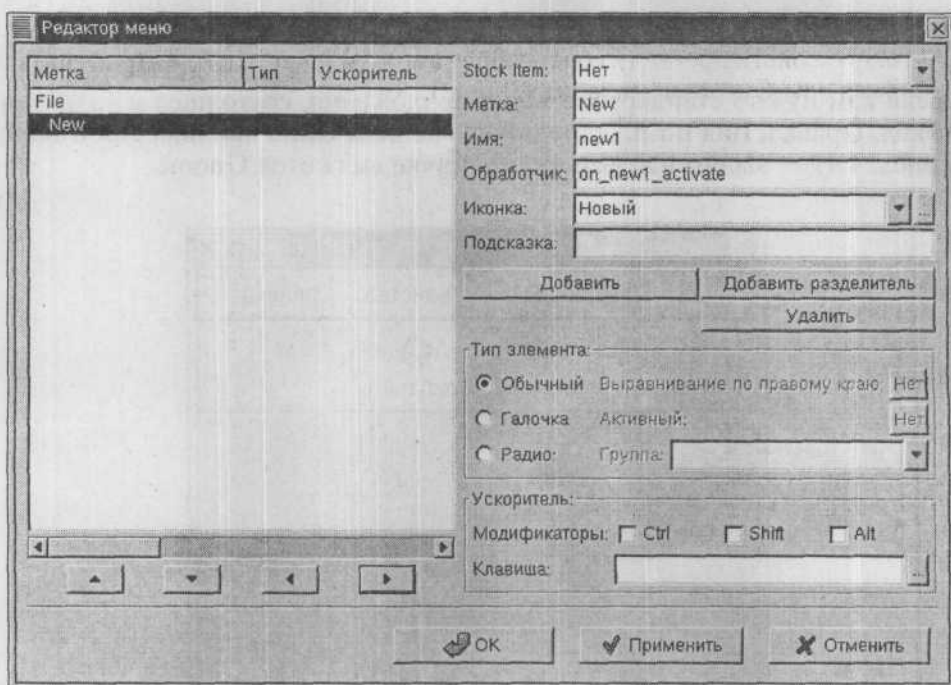 Редактор меню
Метка Тип Ускоритель
File
New
Stock Item: Нет
Метка: New
Имя: new1
Обработчик: on_new1_activate
Иконка: Новый ...
Подсказка:
Добавить Добавить разделитель
Удалить
Тип элемента:
Обычный Выравнивание по правому краю: Нет
Галочка Активный: Нет
Радио: Группа:
Ускоритель:
Модификаторы: Ctrl Shift Alt
Клавиша: ...
OK Применить Отменить